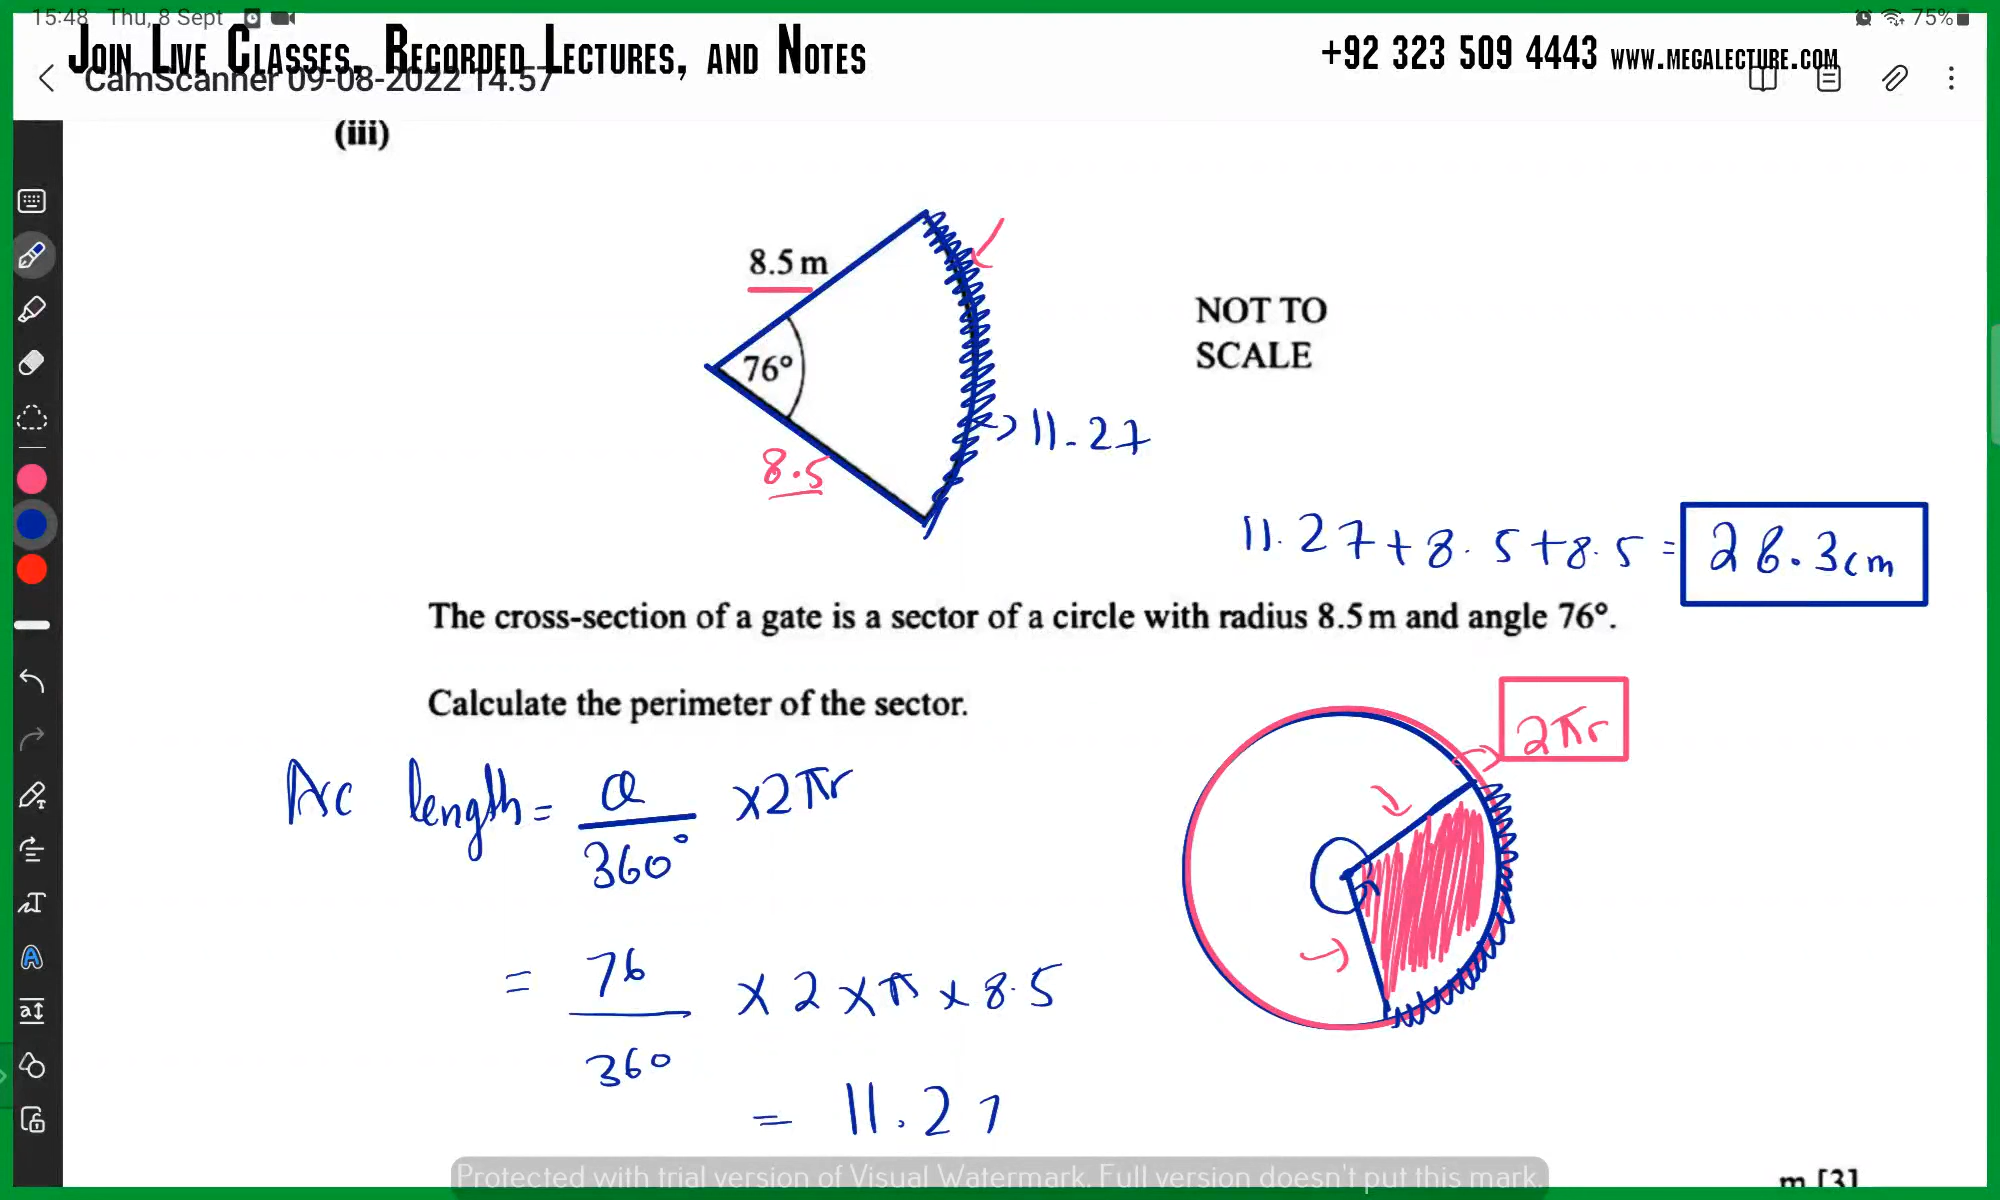 15:48 Thu, 8 Sept
75%
Join Live Classes, Recorded Lectures, and Notes
+92 323 509 4443 www.megalecture.com
CamScanner 09-08-2022 14.57
(iii)
8.5 m
76°
8.5
NOT TO
SCALE
11.27
11.27+8.5+8.5 = 28.3cm
The cross-section of a gate is a sector of a circle with radius 8.5 m and angle 76°.
Calculate the perimeter of the sector.
2πr
Arc length = θ/360° ×2πr
= 76/360 × 2 × π × 8.5
= 11.27
m [3]
Protected with trial version of Visual Watermark. Full version doesn't put this mark.